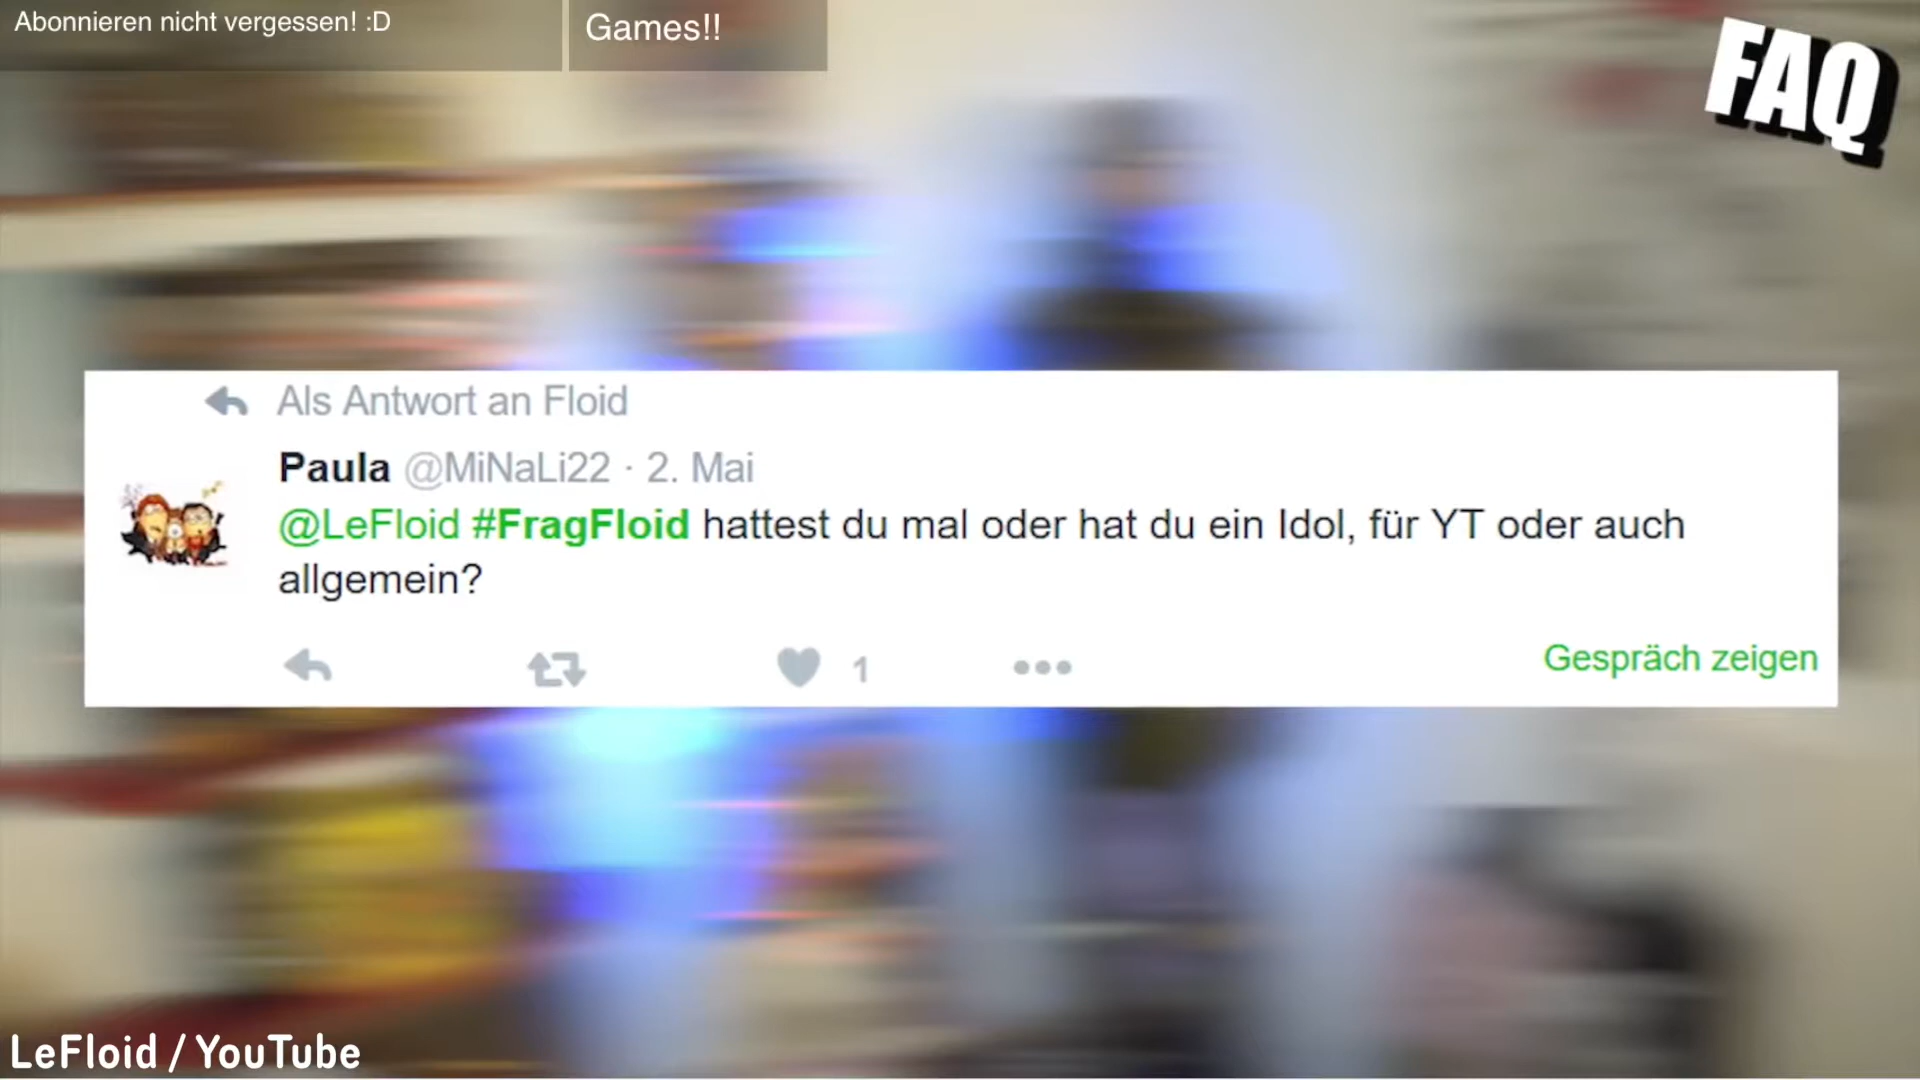 Abonnieren nicht vergessen! :D
Games!!
FAQ
Als Antwort an Floid
Paula @MiNaLi22 · 2. Mai
@LeFloid #FragFloid hattest du mal oder hat du ein Idol, für YT oder auch
allgemein?
1
Gespräch zeigen
LeFloid / YouTube